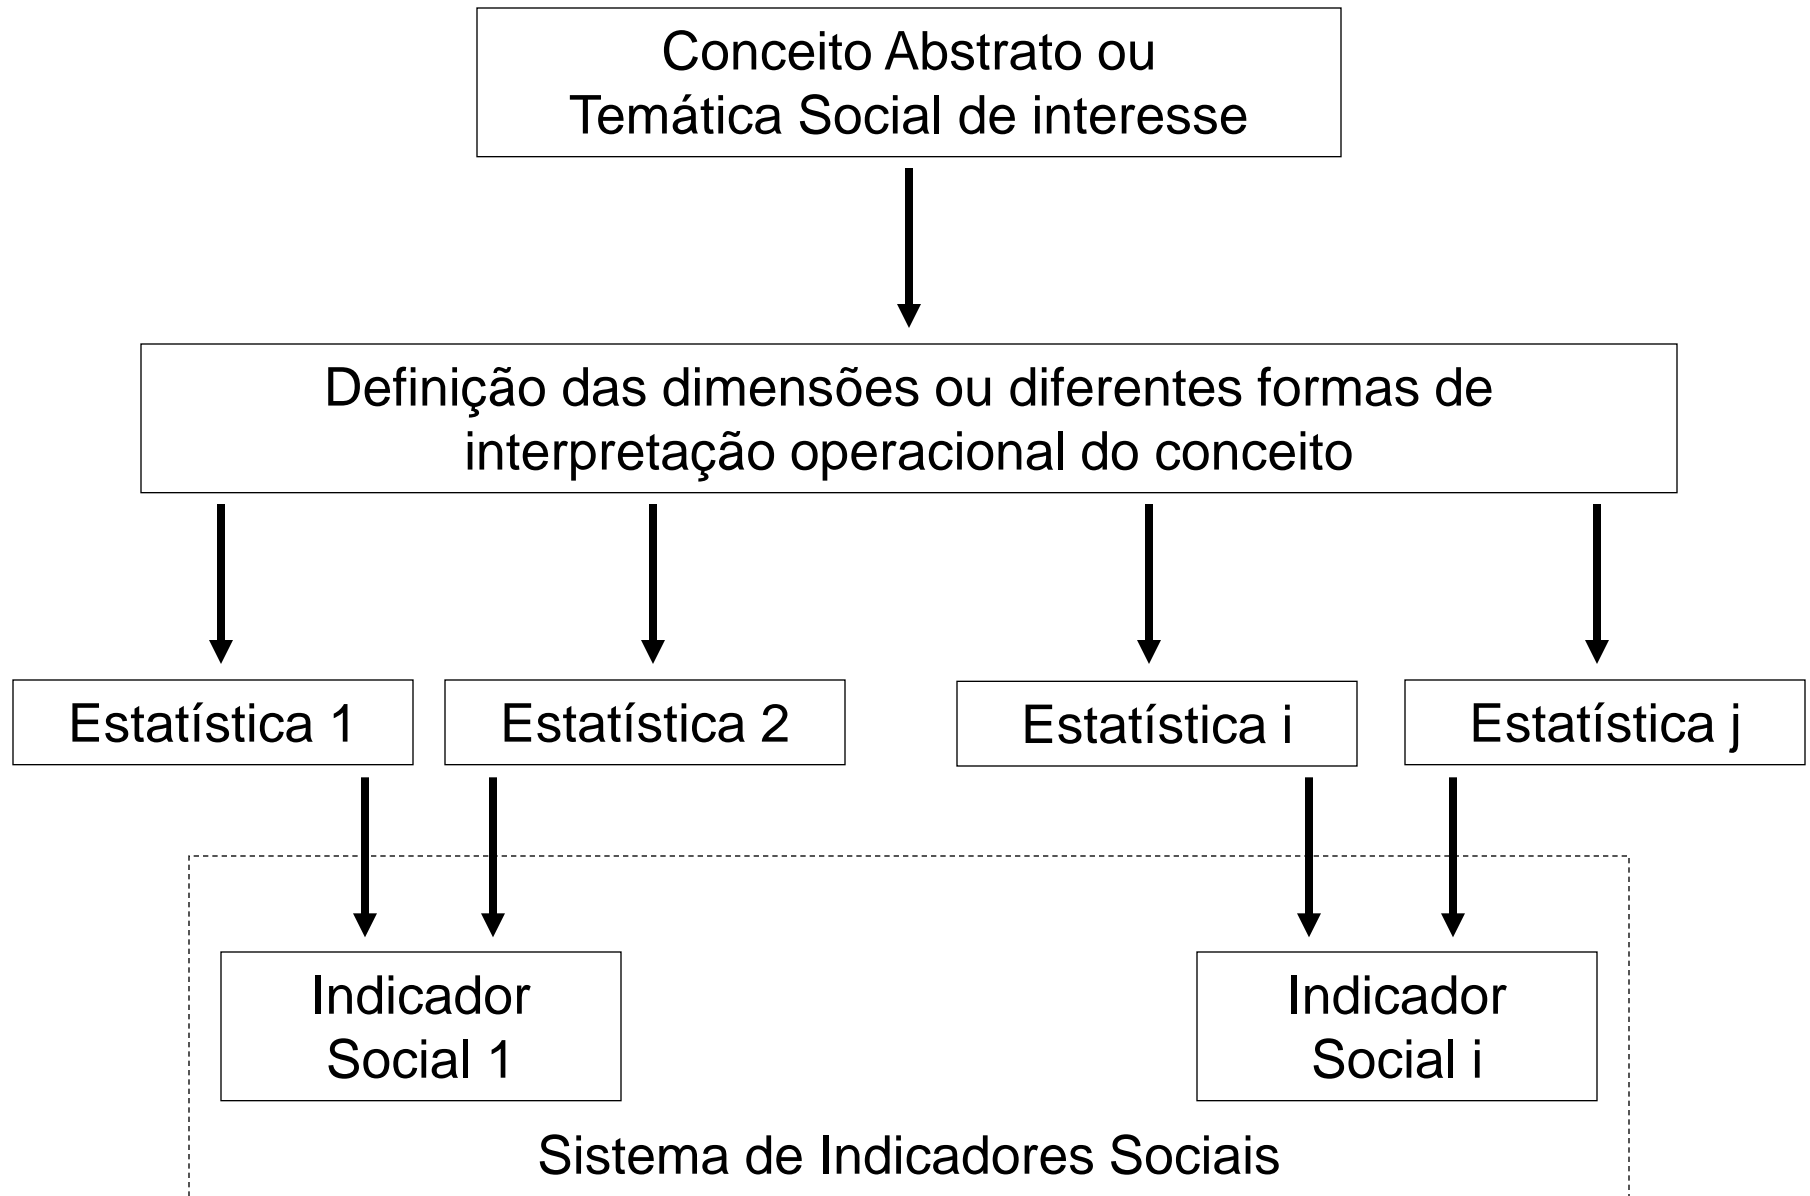 Conceito Abstrato ou
Temática Social de interesse
Definição das dimensões ou diferentes formas de
interpretação operacional do conceito
Estatística 1
Estatística 2
Estatística i
Estatística j
Indicador
Social 1
Indicador
Social i
Sistema de Indicadores Sociais